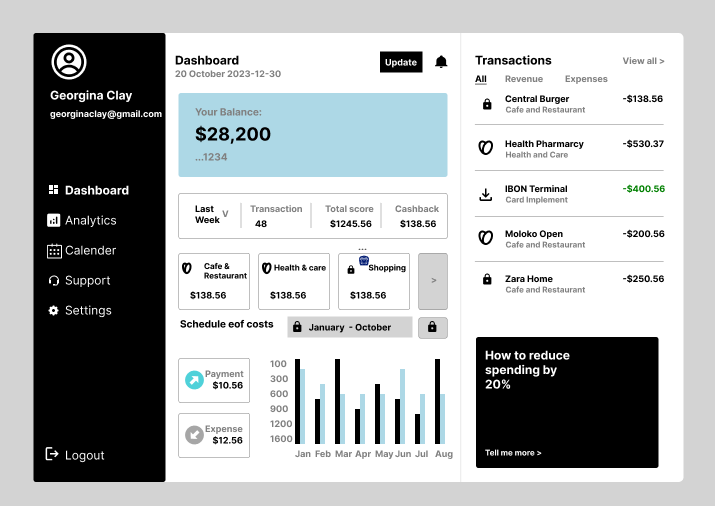 Georgina Clay
georginaclay@gmail.com
Dashboard
Analytics
Calender
Support
Settings
Logout
Dashboard
20 October 2023-12-30
Update
Your Balance:
$28,200
...1234
Last
Week
V
Transaction
48
Total score
$1245.56
Cashback
$138.56
...
Cafe &
Restaurant
$138.56
Health & care
$138.56
Shopping
$138.56
>
Schedule eof costs
January - October
Payment
$10.56
Expense
$12.56
100
300
600
900
1200
1600
Jan Feb Mar Apr May Jun Jul Aug
Transactions
View all >
All Revenue Expenses
Central Burger -$138.56
Cafe and Restaurant
Health Pharmarcy -$530.37
Health and Care
IBON Terminal -$400.56
Card Implement
Moloko Open -$200.56
Cafe and Restaurant
Zara Home -$250.56
Cafe and Restaurant
How to reduce
spending by
20%
Tell me more >